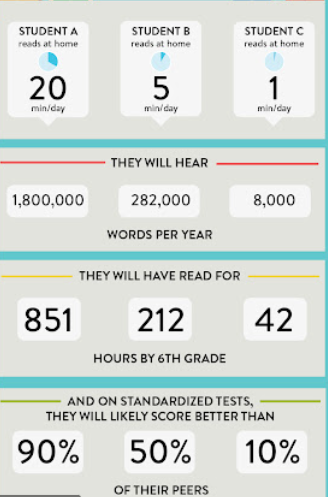 STUDENT A
reads at home
20
min/day
STUDENT B
reads at home
5
min/day
STUDENT C
reads at home
1
min/day
THEY WILL HEAR
1,800,000
282,000
8,000
WORDS PER YEAR
THEY WILL HAVE READ FOR
851
212
42
HOURS BY 6TH GRADE
AND ON STANDARDIZED TESTS,
THEY WILL LIKELY SCORE BETTER THAN
90%
50%
10%
OF THEIR PEERS